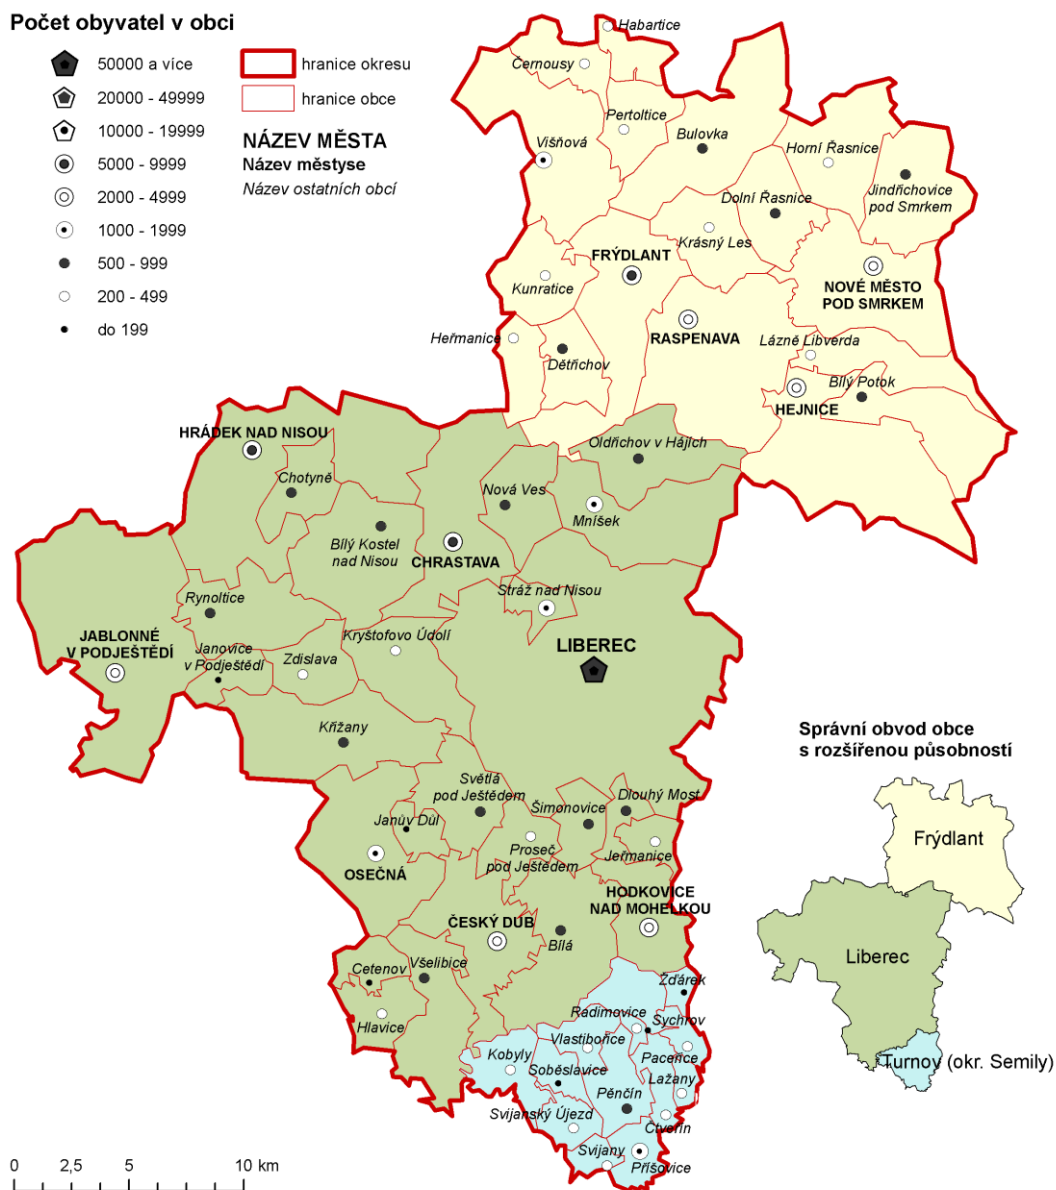 Počet obyvatel v obci
50000 a více
20000 - 49999
10000 - 19999
5000 - 9999
2000 - 4999
1000 - 1999
500 - 999
200 - 499
do 199
hranice okresu
hranice obce
NÁZEV MĚSTA
Název městyse
Název ostatních obcí
Habartice
Černousy
Pertoltice
Višňová
Bulovka
Horní Řasnice
Jindřichovice
pod Smrkem
Dolní Řasnice
Krásný Les
FRÝDLANT
Kunratice
NOVÉ MĚSTO
POD SMRKEM
RASPENAVA
Heřmanice
Lázně Libverda
Dětřichov
Bílý Potok
HEJNICE
HRÁDEK NAD NISOU
Oldřichov v Hájích
Chotyně
Nová Ves
Mníšek
Bílý Kostel
nad Nisou
CHRASTAVA
Stráž nad Nisou
Rynoltice
JABLONNÉ
V PODJEŠTĚDÍ
Kryštofovo Údolí
Janovice
v Podještědí
Zdislava
LIBEREC
Křižany
Světlá
pod Ještědem
Dlouhý Most
Šimonovice
Janův Důl
Proseč
pod Ještědem
Jeřmanice
OSEČNÁ
HODKOVICE
NAD MOHELKOU
ČESKÝ DUB
Bílá
Cetenov
Všelibice
Hlavice
Žďárek
Radimovice
Sychrov
Vlastibořice
Kobyly
Paceřice
Soběslavice
Lažany
Pěnčín
Svijanský Újezd
Čtveřín
Svijany
Příšovice
Správní obvod obce
s rozšířenou působností
Frýdlant
Liberec
Turnov (okr. Semily)
0 2,5 5 10 km